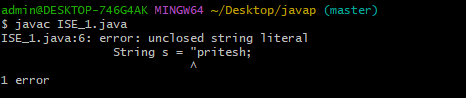 admin@DESKTOP-746G4AK MINGW64 ~/Desktop/javap (master)
$ javac ISE_1.java
ISE_1.java:6: error: unclosed string literal
                String s = "pritesh;
                           ^
1 error